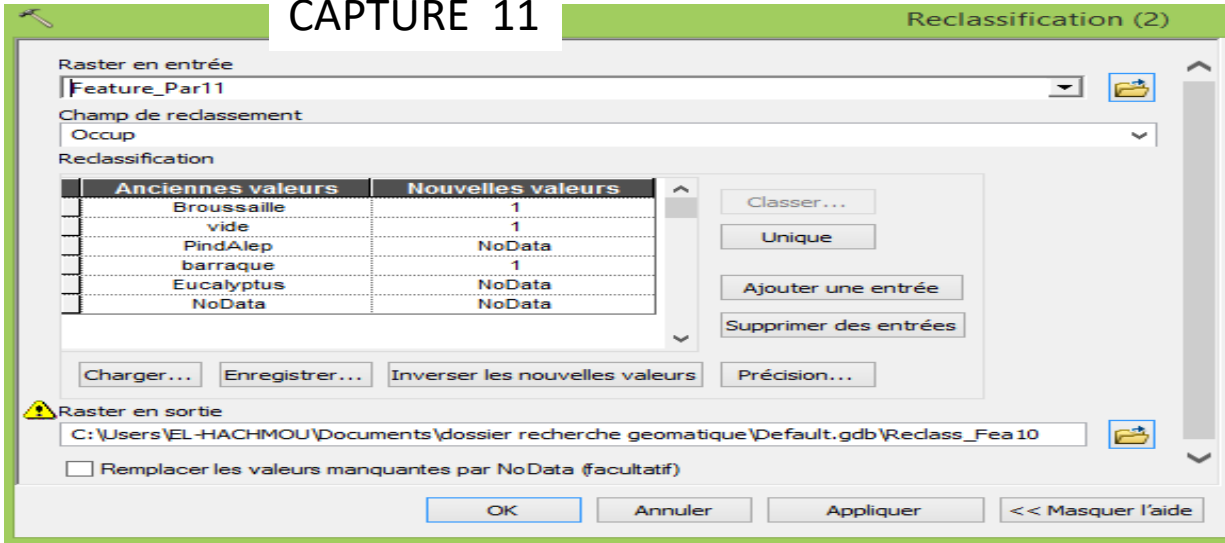 CAPTURE 11
Reclassification (2)
Raster en entrée
Feature_Par11
Champ de reclassement
Occup
Reclassification
Anciennes valeurs Nouvelles valeurs
Broussaille 1
vide 1
PindAlep NoData
barraque 1
Eucalyptus NoData
NoData NoData
Classer...
Unique
Ajouter une entrée
Supprimer des entrées
Charger... Enregistrer... Inverser les nouvelles valeurs Précision...
Raster en sortie
C:\Users\EL-HACHMOU\Documents\dossier recherche geomatique\Default.gdb\Reclass_Fea10
Remplacer les valeurs manquantes par NoData (facultatif)
OK Annuler Appliquer << Masquer l'aide